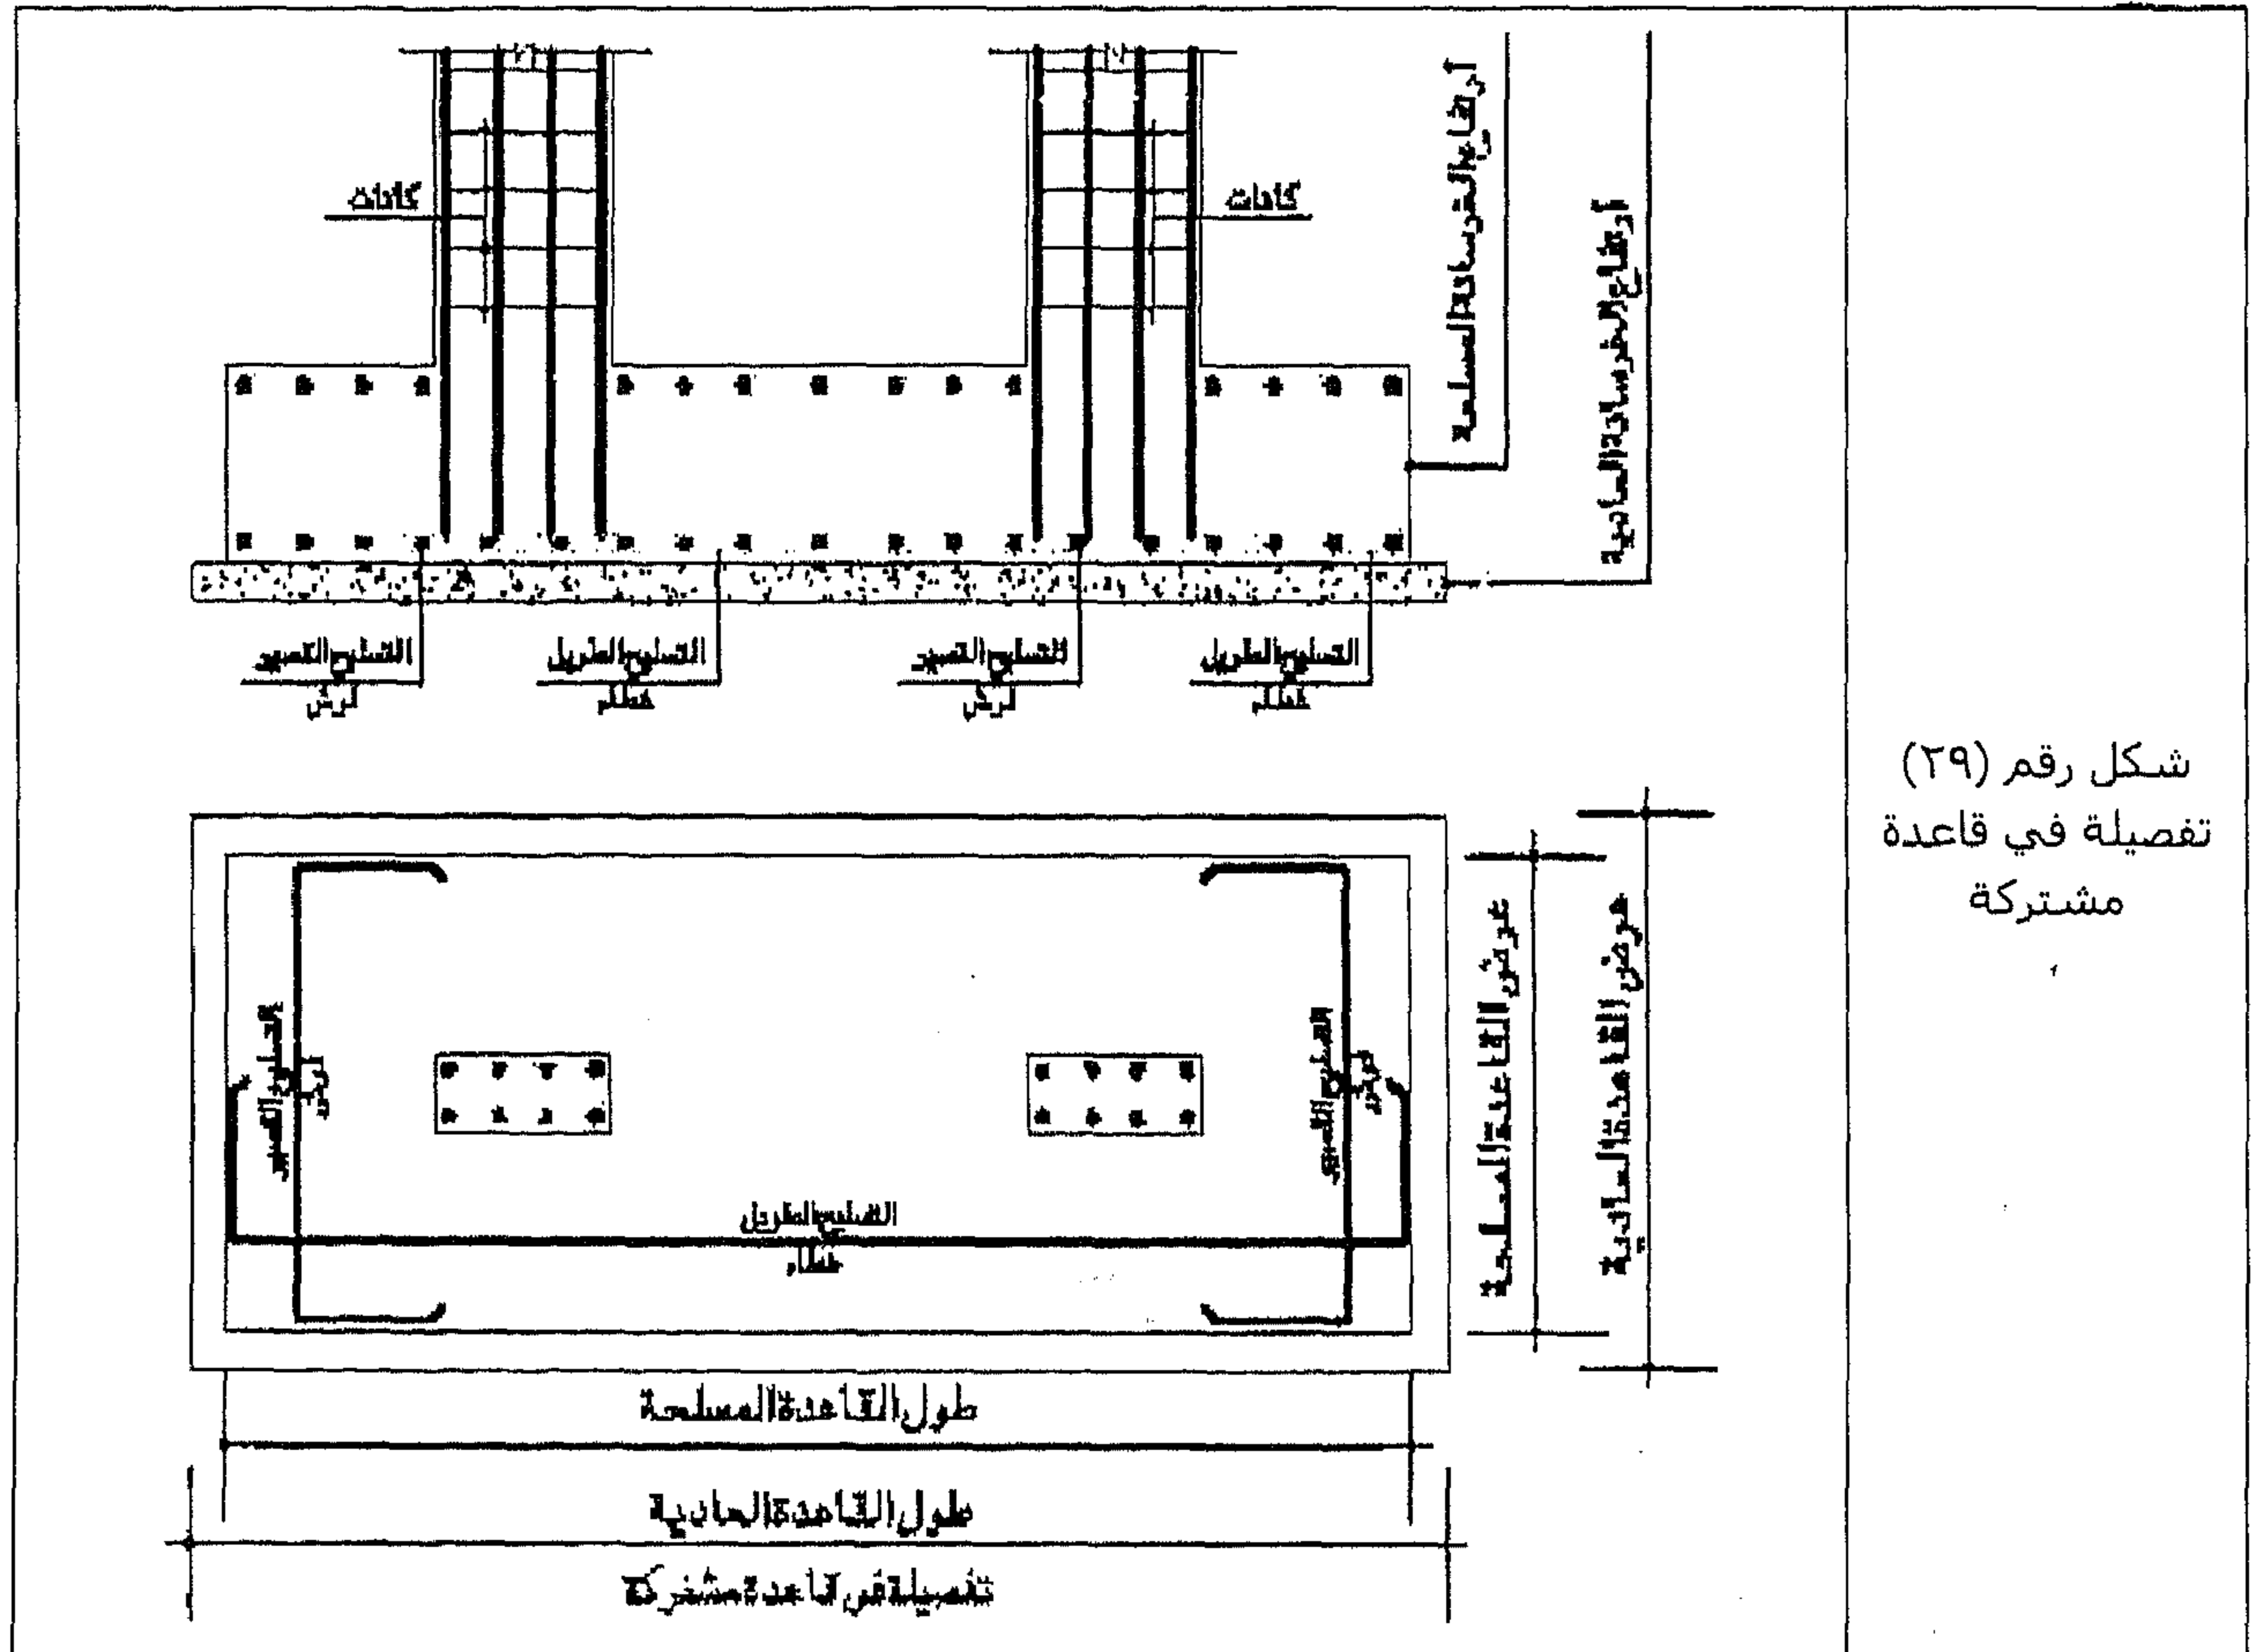 كانات
كانات
أرتفاع الخرسانة المسلحة
أرتفاع الخرسانة العادية
التسليح القصير
فرش
التسليح الطويل
غطاء
التسليح القصير
فرش
التسليح الطويل
غطاء
شكل رقم (٢٩)
تفصيلة في قاعدة
مشتركة
التسليح القصير
فرش
التسليح القصير
فرش
التسليح الطويل
غطاء
عرض القاعدة المسلحة
عرض القاعدة العادية
طول القاعدة المسلحة
طول القاعدة العادية
تفصيلة في قاعدة مشتركة